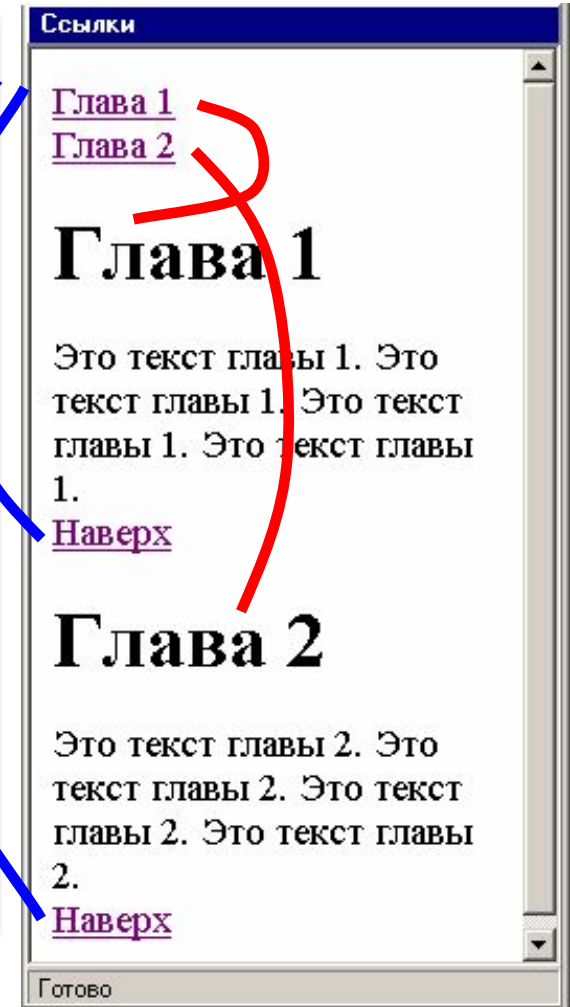 Ссылки
Глава 1
Глава 2
Глава 1
Это текст главы 1. Это
текст главы 1. Это текст
главы 1. Это текст главы
1.
Наверх
Глава 2
Это текст главы 2. Это
текст главы 2. Это текст
главы 2. Это текст главы
2.
Наверх
Готово